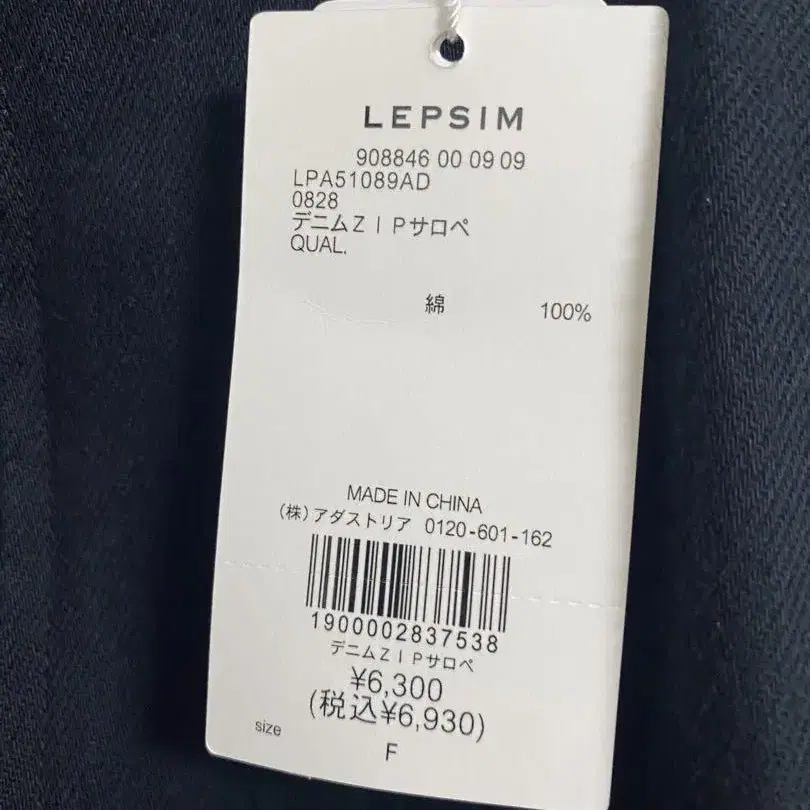 LEPSIM
908846 00 09 09
LPA51089AD
0828
デニムＺＩＰサロペ
QUAL.
綿 100%
MADE IN CHINA
(株)アダストリア 0120-601-162
1900002837538
デニムＺＩＰサロペ
¥6,300
(税込¥6,930)
size
F